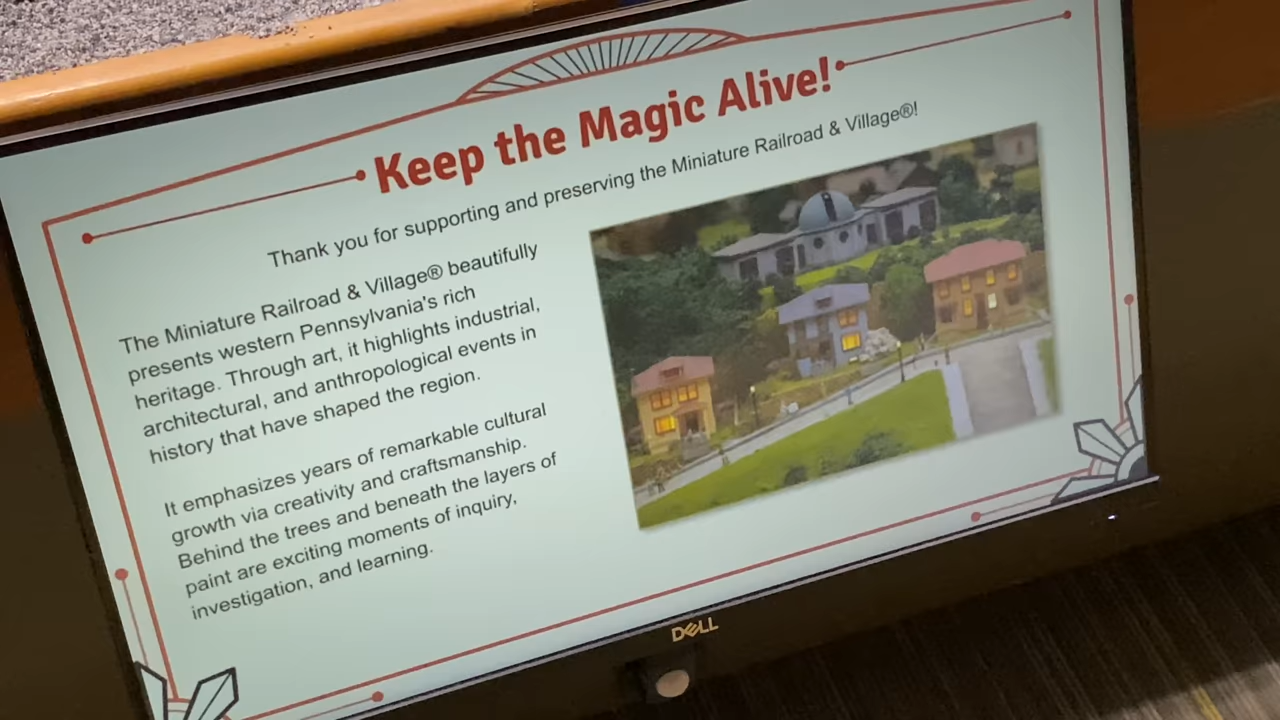 Keep the Magic Alive!
Thank you for supporting and preserving the Miniature Railroad & Village®!
The Miniature Railroad & Village® beautifully
presents western Pennsylvania's rich
heritage. Through art, it highlights industrial,
architectural, and anthropological events in
history that have shaped the region.
It emphasizes years of remarkable cultural
growth via creativity and craftsmanship.
Behind the trees and beneath the layers of
paint are exciting moments of inquiry,
investigation, and learning.
DELL